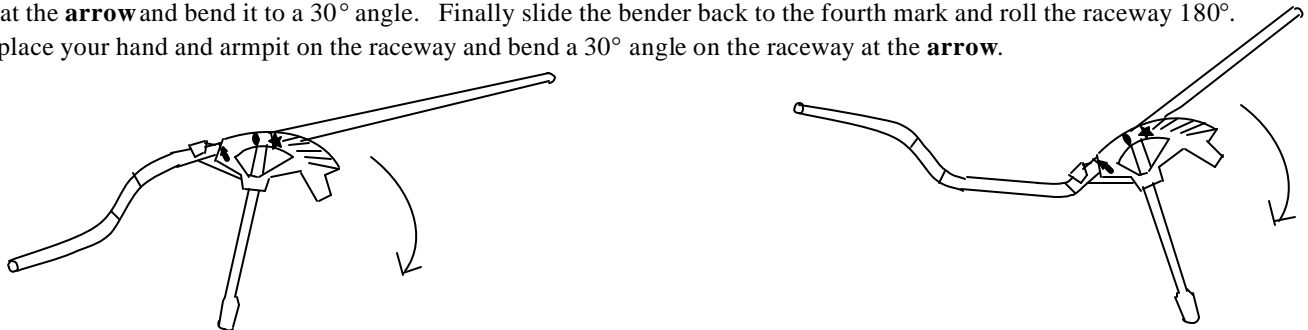 at the arrow and bend it to a 30° angle. Finally slide the bender back to the fourth mark and roll the raceway 180°.
place your hand and armpit on the raceway and bend a 30° angle on the raceway at the arrow.